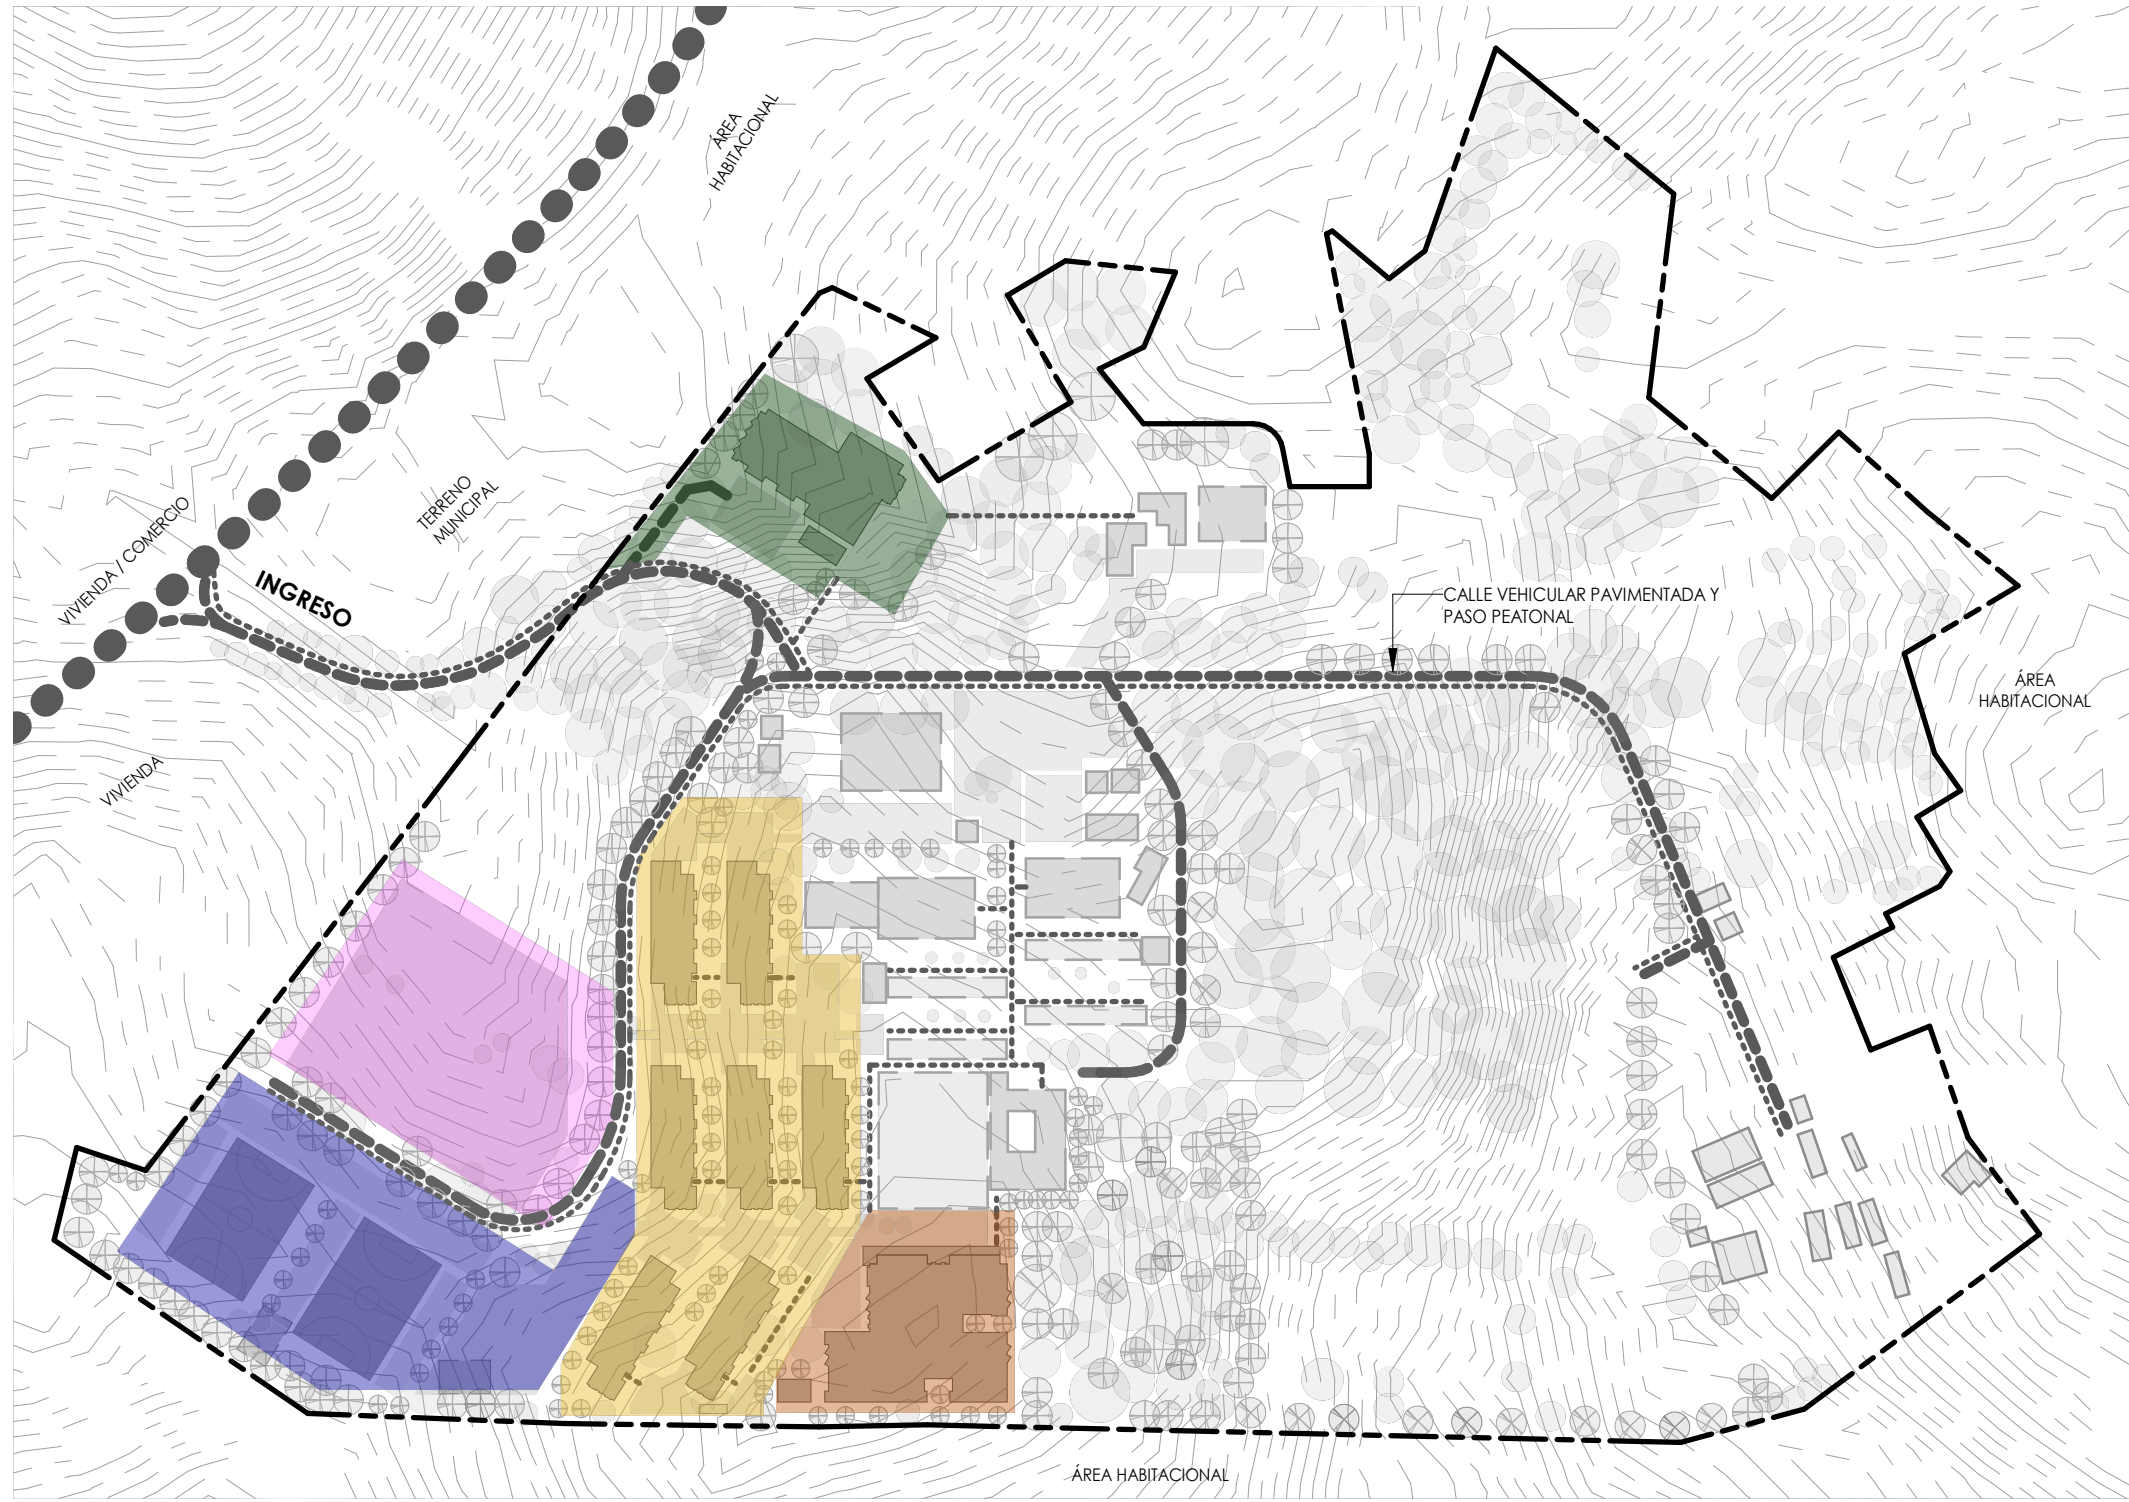 ÁREA
HABITACIONAL
TERRENO
MUNICIPAL
VIVIENDA / COMERCIO
INGRESO
CALLE VEHICULAR PAVIMENTADA Y
PASO PEATONAL
ÁREA
HABITACIONAL
VIVIENDA
ÁREA HABITACIONAL